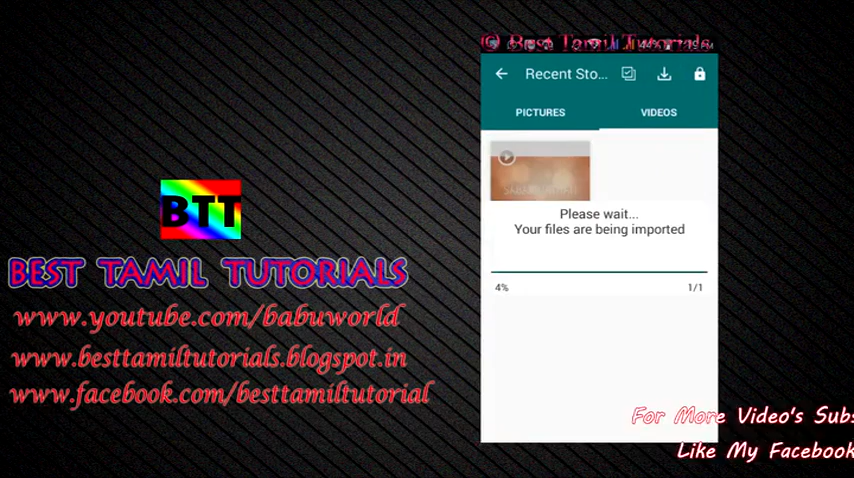 © Best Tamil Tutorials
44%
Recent Sto...
PICTURES
VIDEOS
Please wait...
Your files are being imported
4%
1/1
BTT
BEST TAMIL TUTORIALS
www.youtube.com/babuworld
www.besttamiltutorials.blogspot.in
www.facebook.com/besttamiltutorial
For More Video's Subs
Like My Facebook